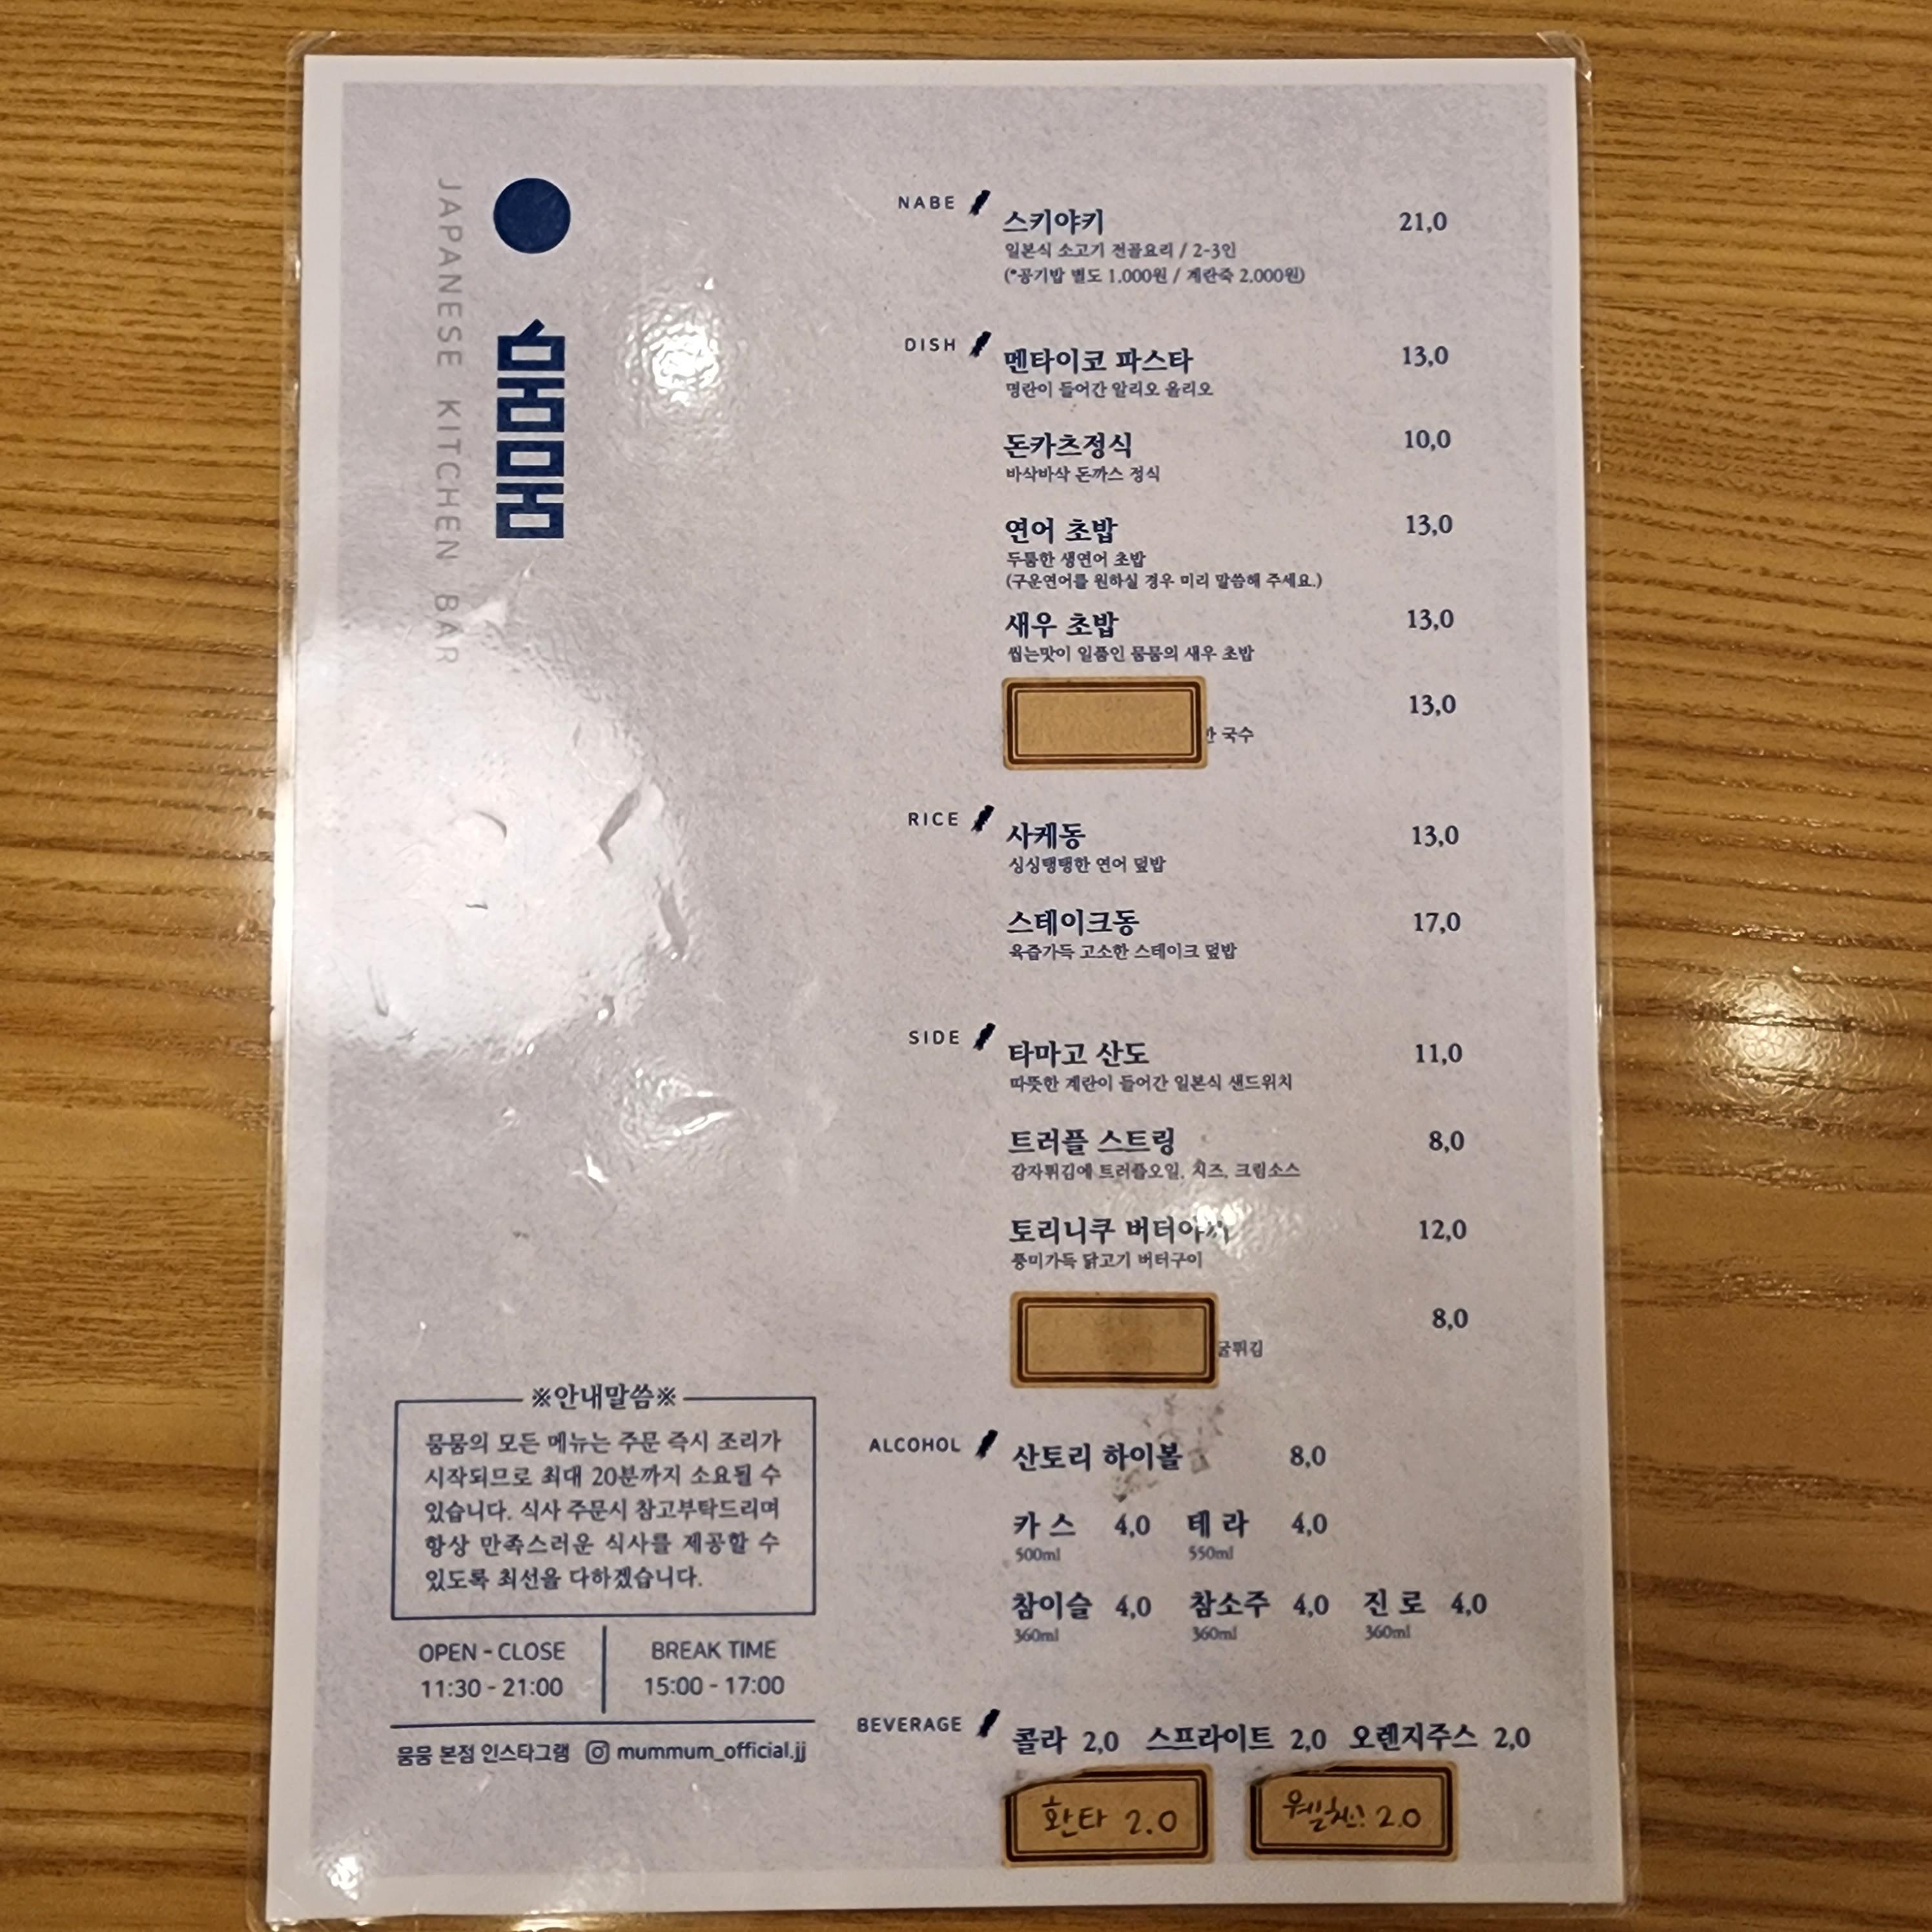 JAPANESE KITCHEN BAR
뭄뭄
NABE
스키야키 21,0
일본식 소고기 전골요리 / 2-3인
(*공기밥 별도 1,000원 / 계란죽 2,000원)
DISH
멘타이코 파스타 13,0
명란이 들어간 알리오 올리오
돈카츠정식 10,0
바삭바삭 돈까스 정식
연어 초밥 13,0
두툼한 생연어 초밥
(구운연어를 원하실 경우 미리 말씀해 주세요.)
새우 초밥 13,0
씹는맛이 일품인 뭄뭄의 새우 초밥
13,0
한 국수
RICE
사케동 13,0
싱싱탱탱한 연어 덮밥
스테이크동 17,0
육즙가득 고소한 스테이크 덮밥
SIDE
타마고 산도 11,0
따뜻한 계란이 들어간 일본식 샌드위치
트러플 스트링 8,0
감자튀김에 트러플오일, 치즈, 크림소스
토리니쿠 버터야끼 12,0
풍미가득 닭고기 버터구이
8,0
굴튀김
ALCOHOL
산토리 하이볼 8,0
카스 4,0 테라 4,0
500ml 550ml
참이슬 4,0 참소주 4,0 진로 4,0
360ml 360ml 360ml
BEVERAGE
콜라 2,0 스프라이트 2,0 오렌지주스 2,0
환타 2.0 웰치! 2.0
※안내말씀※
뭄뭄의 모든 메뉴는 주문 즉시 조리가
시작되므로 최대 20분까지 소요될 수
있습니다. 식사 주문시 참고부탁드리며
항상 만족스러운 식사를 제공할 수
있도록 최선을 다하겠습니다.
OPEN - CLOSE BREAK TIME
11:30 - 21:00 15:00 - 17:00
뭄뭄 본점 인스타그램 mummum_official.jj